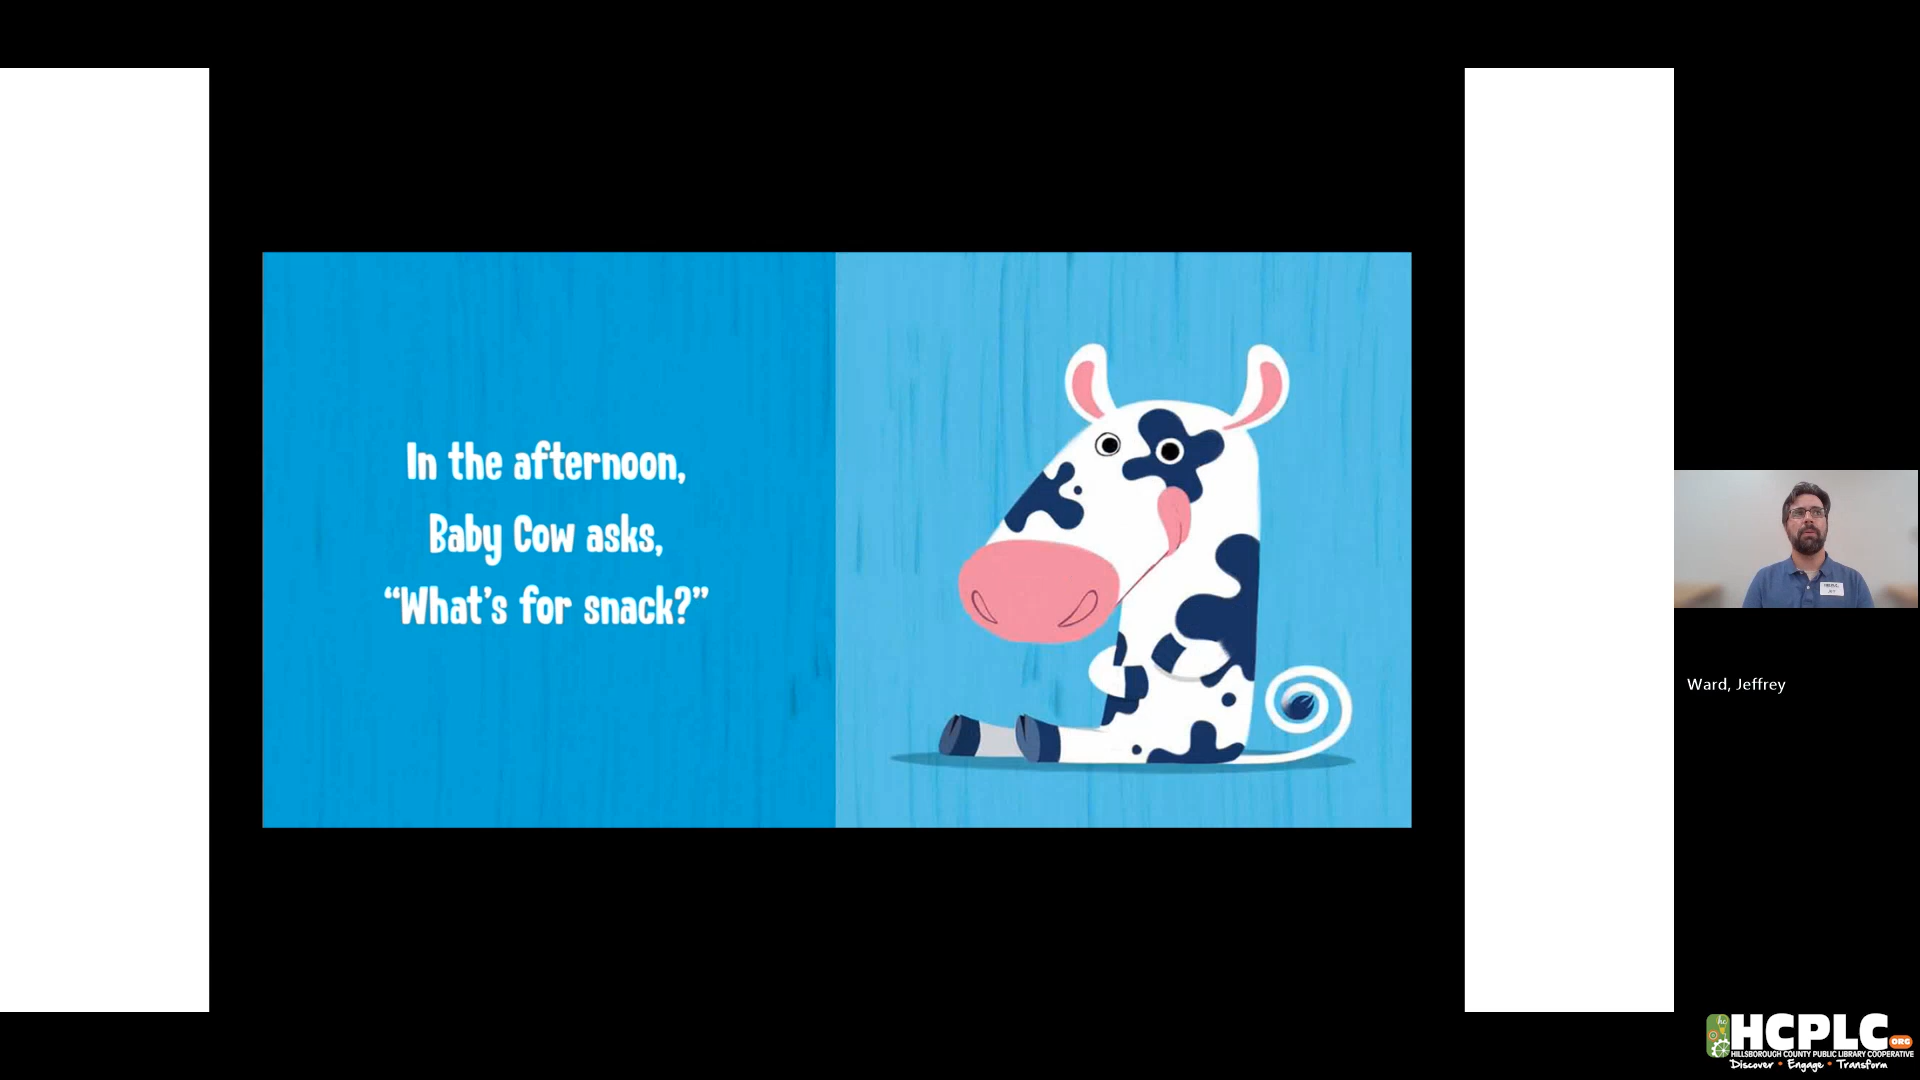 In the afternoon,
Baby Cow asks,
“What’s for snack?”
Ward, Jeffrey
HCPLC.ORG
HILLSBOROUGH COUNTY PUBLIC LIBRARY COOPERATIVE
Discover • Engage • Transform